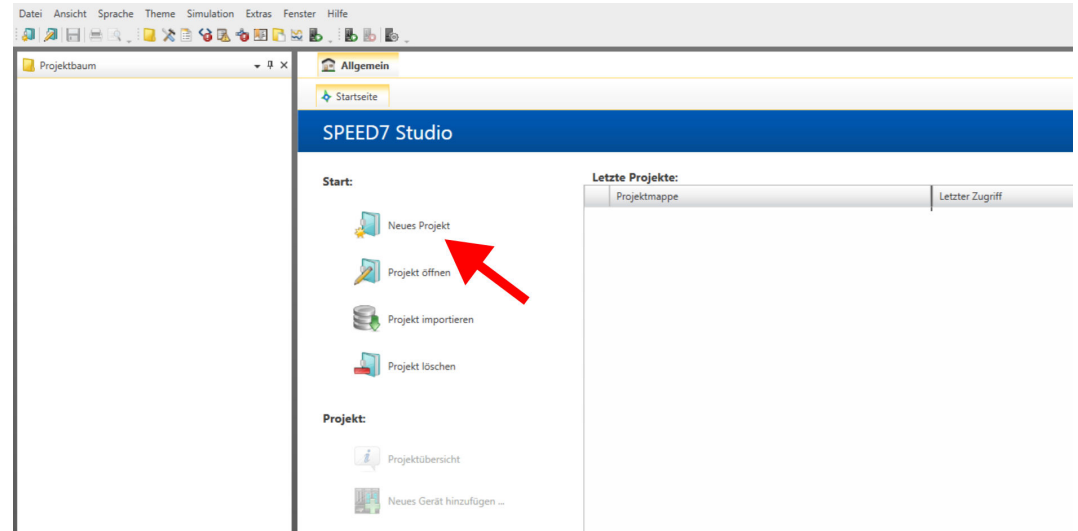 Datei Ansicht Sprache Theme Simulation Extras Fenster Hilfe
Projektbaum
Allgemein
Startseite
SPEED7 Studio
Start:
Neues Projekt
Projekt öffnen
Projekt importieren
Projekt löschen
Projekt:
Projektübersicht
Neues Gerät hinzufügen ...
Letzte Projekte:
Projektmappe Letzter Zugriff